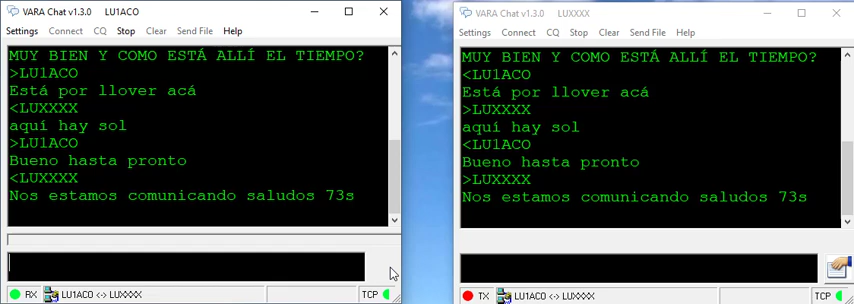 VARA Chat v1.3.0 LU1ACO
Settings Connect CQ Stop Clear Send File Help
MUY BIEN Y COMO ESTÁ ALLÍ EL TIEMPO?
>LU1ACO
Está por llover acá
<LUXXXX
aquí hay sol
>LU1ACO
Bueno hasta pronto
<LUXXXX
Nos estamos comunicando saludos 73s
RX LU1ACO <-> LUXXXX TCP
VARA Chat v1.3.0 LUXXXX
Settings Connect CQ Stop Clear Send File Help
MUY BIEN Y COMO ESTÁ ALLÍ EL TIEMPO?
<LU1ACO
Está por llover acá
>LUXXXX
aquí hay sol
<LU1ACO
Bueno hasta pronto
>LUXXXX
Nos estamos comunicando saludos 73s
TX LU1ACO <-> LUXXXX TCP